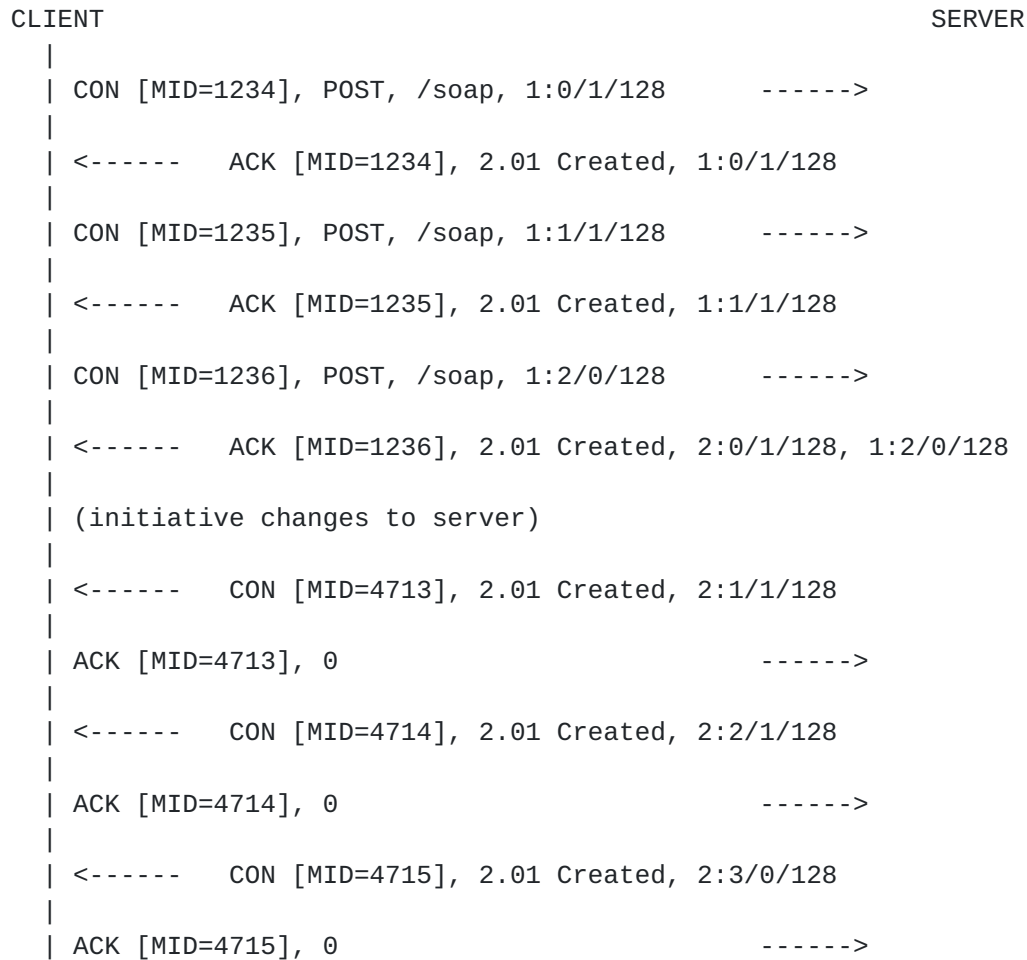 CLIENT                                                     SERVER
  |
  | CON [MID=1234], POST, /soap, 1:0/1/128      ------>
  |
  | <------   ACK [MID=1234], 2.01 Created, 1:0/1/128
  |
  | CON [MID=1235], POST, /soap, 1:1/1/128      ------>
  |
  | <------   ACK [MID=1235], 2.01 Created, 1:1/1/128
  |
  | CON [MID=1236], POST, /soap, 1:2/0/128      ------>
  |
  | <------   ACK [MID=1236], 2.01 Created, 2:0/1/128, 1:2/0/128
  |
  | (initiative changes to server)
  |
  | <------   CON [MID=4713], 2.01 Created, 2:1/1/128
  |
  | ACK [MID=4713], 0                           ------>
  |
  | <------   CON [MID=4714], 2.01 Created, 2:2/1/128
  |
  | ACK [MID=4714], 0                           ------>
  |
  | <------   CON [MID=4715], 2.01 Created, 2:3/0/128
  |
  | ACK [MID=4715], 0                           ------>